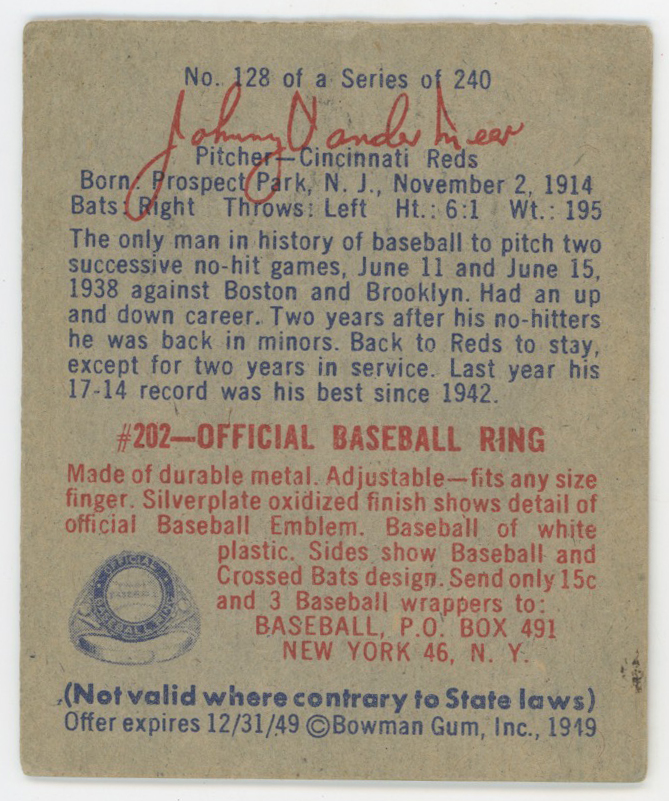 No. 128 of a Series of 240
Johnny Vander Meer
Pitcher—Cincinnati Reds
Born: Prospect Park, N. J., November 2, 1914
Bats: Right Throws: Left Ht.: 6:1 Wt.: 195
The only man in history of baseball to pitch two
successive no-hit games, June 11 and June 15,
1938 against Boston and Brooklyn. Had an up
and down career. Two years after his no-hitters
he was back in minors. Back to Reds to stay,
except for two years in service. Last year his
17-14 record was his best since 1942.
#202—OFFICIAL BASEBALL RING
Made of durable metal. Adjustable—fits any size
finger. Silverplate oxidized finish shows detail of
official Baseball Emblem. Baseball of white
plastic. Sides show Baseball and
Crossed Bats design. Send only 15c
and 3 Baseball wrappers to:
BASEBALL, P.O. BOX 491
NEW YORK 46, N. Y.
OFFICIAL
BASEBALL RING
(Not valid where contrary to State laws)
Offer expires 12/31/49 ©Bowman Gum, Inc., 1949